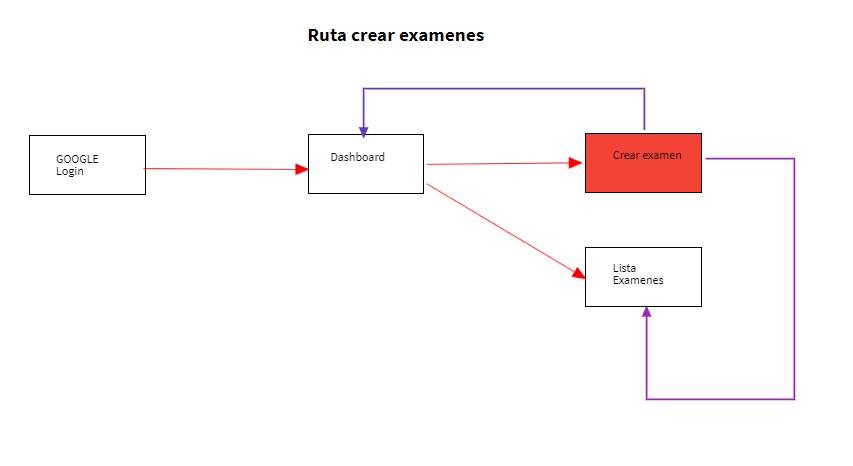 Ruta crear examenes
GOOGLE
Login
Dashboard
Crear examen
Lista
Examenes